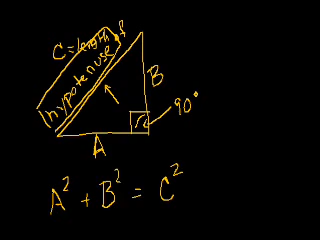 C = length of
hypotenuse
B
90°
A
A² + B² = C²